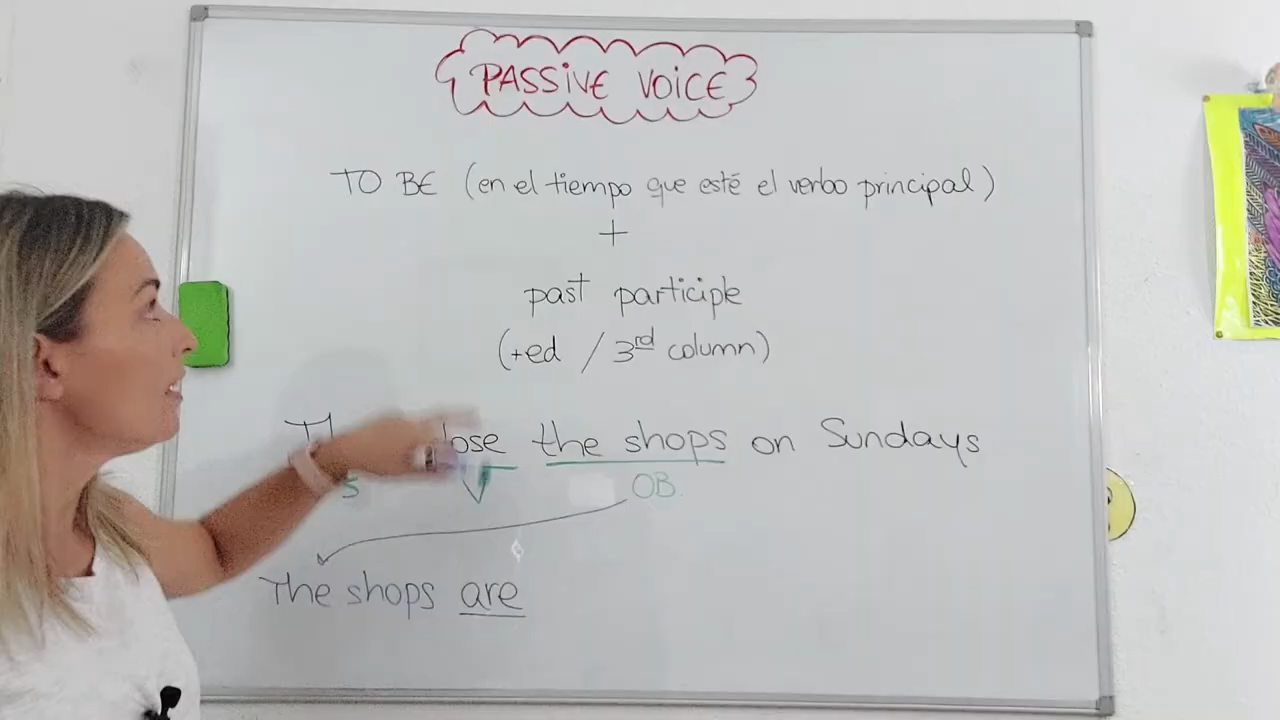 PASSIVE VOICE
TO BE (en el tiempo que esté el verbo principal)
+
past participle
(+ed / 3rd column)
the shops on Sundays
S V OB.
The shops are